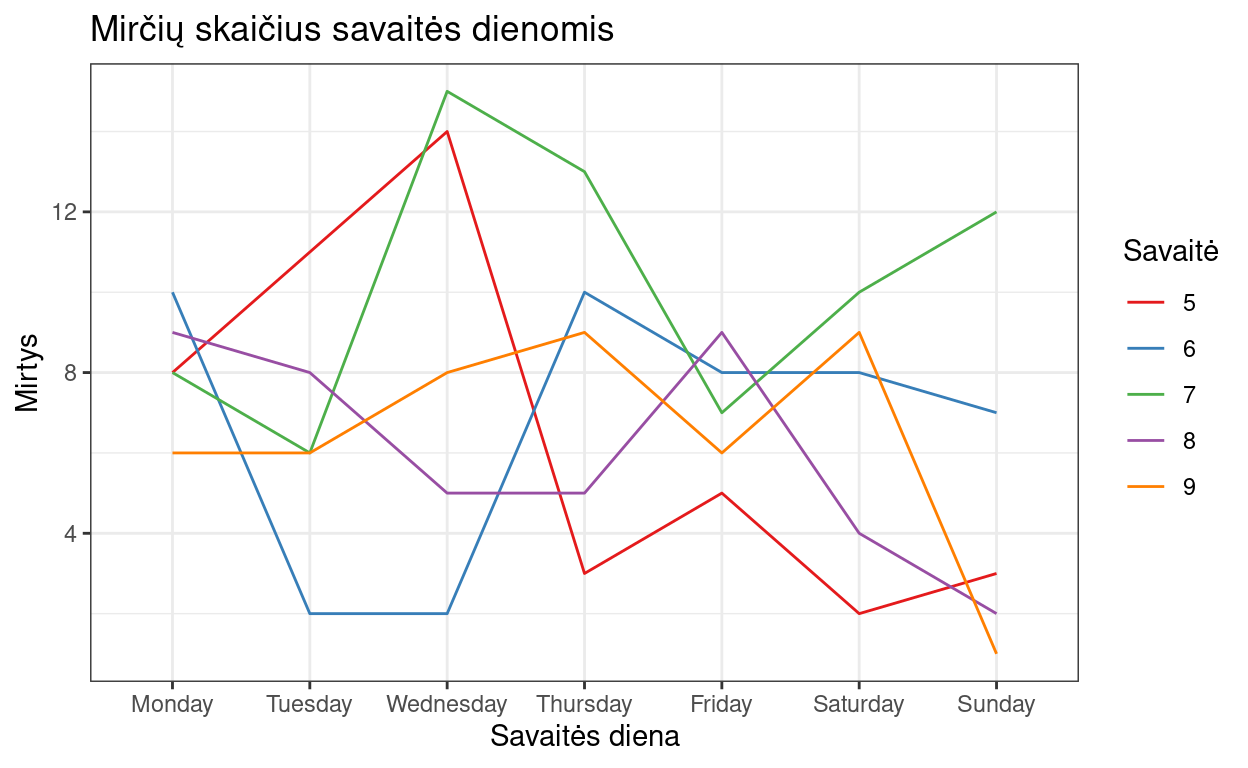 Mirčių skaičius savaitės dienomis
Mirtys
12
8
4
Monday Tuesday Wednesday Thursday Friday Saturday Sunday
Savaitės diena
Savaitė
5
6
7
8
9